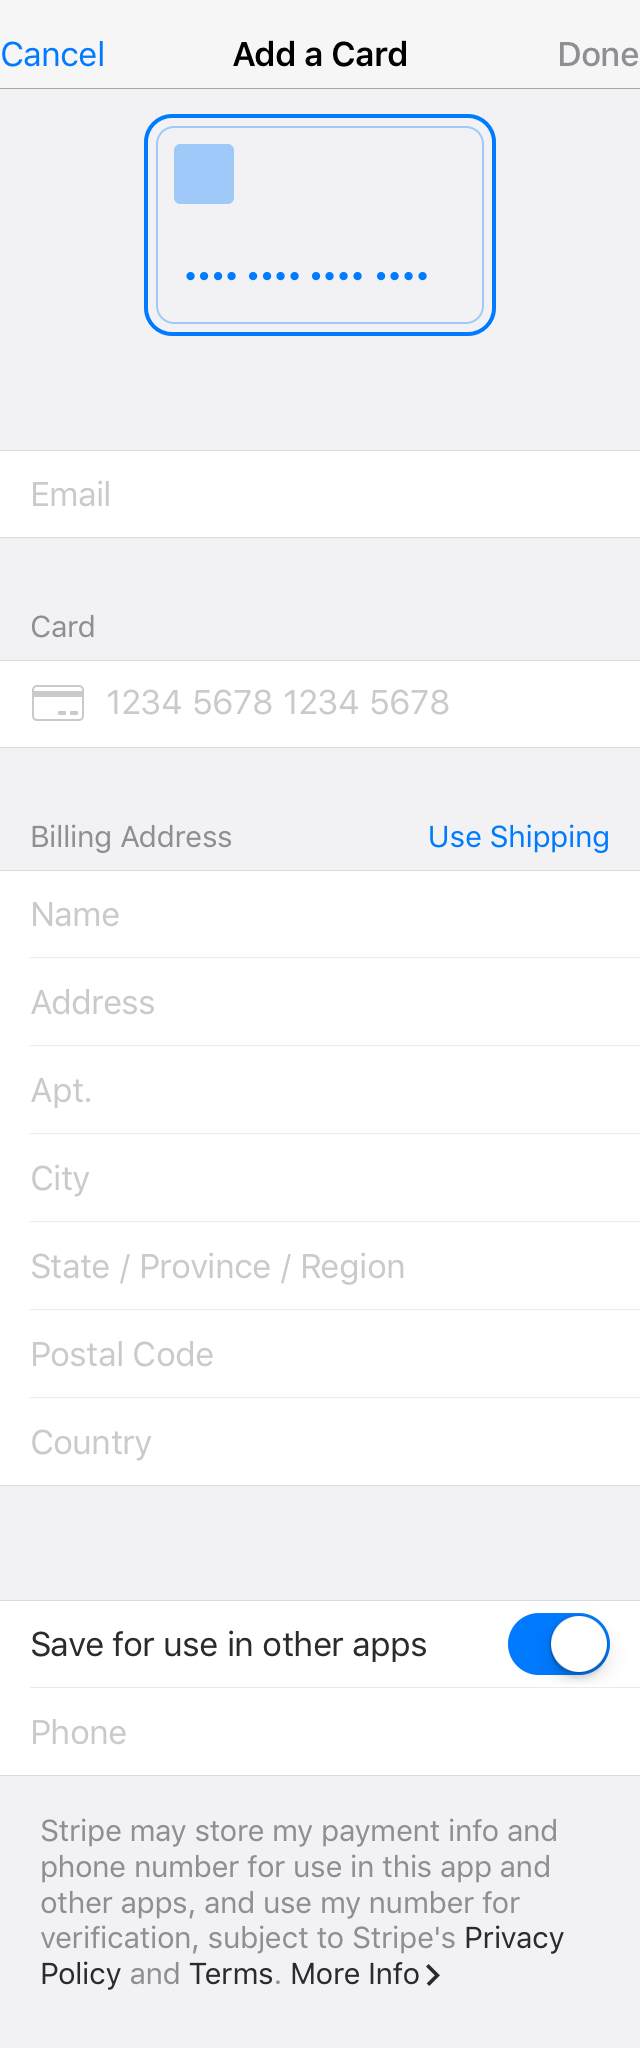 Cancel Add a Card Done
•••• •••• •••• ••••
Email
Card
1234 5678 1234 5678
Billing Address Use Shipping
Name
Address
Apt.
City
State / Province / Region
Postal Code
Country
Save for use in other apps
Phone
Stripe may store my payment info and
phone number for use in this app and
other apps, and use my number for
verification, subject to Stripe's Privacy
Policy and Terms. More Info